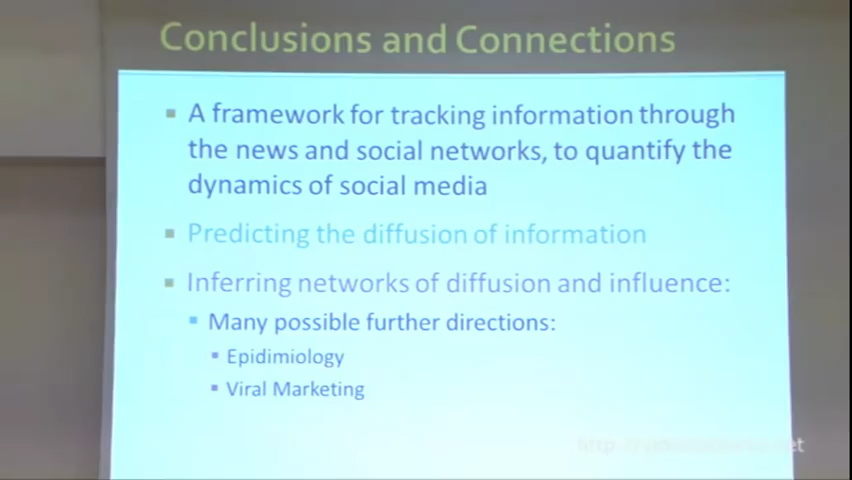 Conclusions and Connections
A framework for tracking information through
the news and social networks, to quantify the
dynamics of social media
Predicting the diffusion of information
Inferring networks of diffusion and influence:
Many possible further directions:
Epidimiology
Viral Marketing